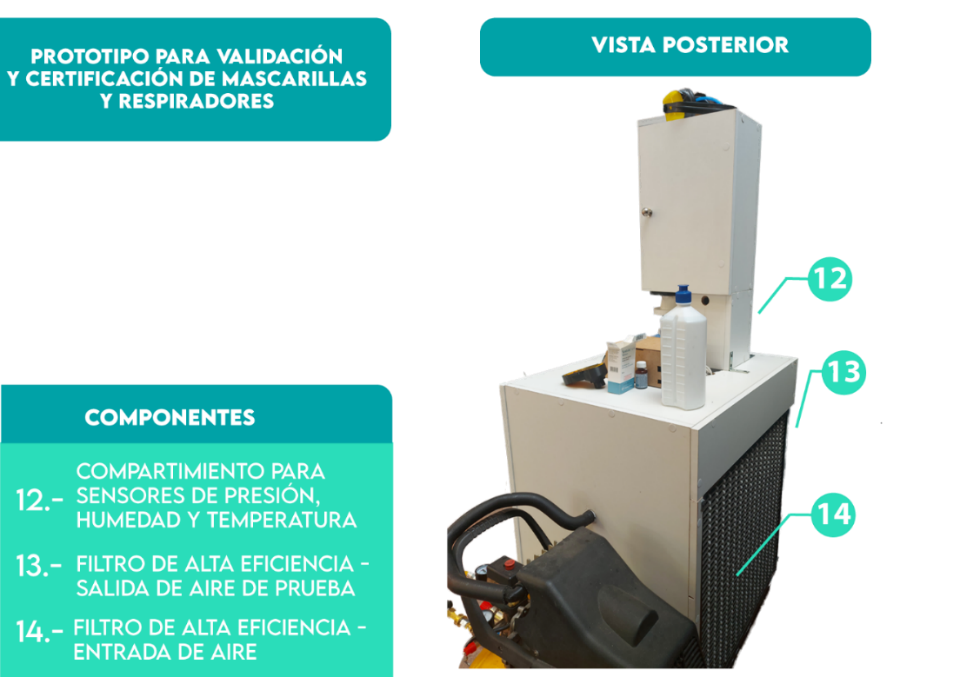 PROTOTIPO PARA VALIDACIÓN
Y CERTIFICACIÓN DE MASCARILLAS
Y RESPIRADORES
VISTA POSTERIOR
12
13
14
COMPONENTES
12.- COMPARTIMIENTO PARA
SENSORES DE PRESIÓN,
HUMEDAD Y TEMPERATURA
13.- FILTRO DE ALTA EFICIENCIA -
SALIDA DE AIRE DE PRUEBA
14.- FILTRO DE ALTA EFICIENCIA -
ENTRADA DE AIRE